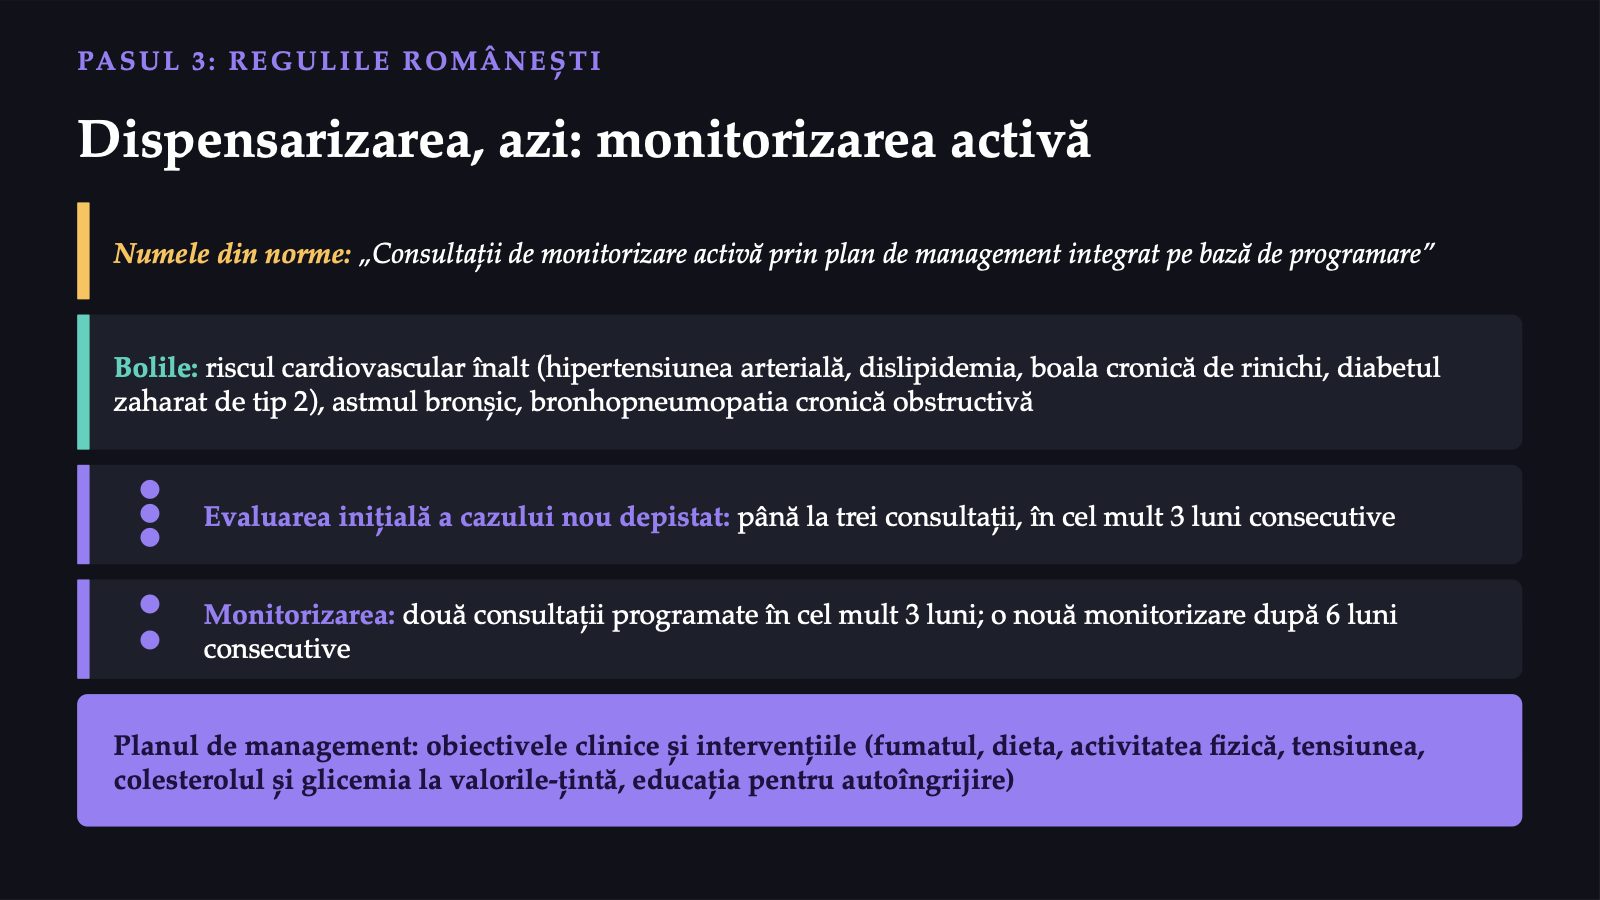 PASUL 3: REGULILE ROMÂNEȘTI
Dispensarizarea, azi: monitorizarea activă
Numele din norme: „Consultații de monitorizare activă prin plan de management integrat pe bază de programare”
Bolile: riscul cardiovascular înalt (hipertensiunea arterială, dislipidemia, boala cronică de rinichi, diabetul
zaharat de tip 2), astmul bronșic, bronhopneumopatia cronică obstructivă
Evaluarea inițială a cazului nou depistat: până la trei consultații, în cel mult 3 luni consecutive
Monitorizarea: două consultații programate în cel mult 3 luni; o nouă monitorizare după 6 luni
consecutive
Planul de management: obiectivele clinice și intervențiile (fumatul, dieta, activitatea fizică, tensiunea,
colesterolul și glicemia la valorile-țintă, educația pentru autoîngrijire)